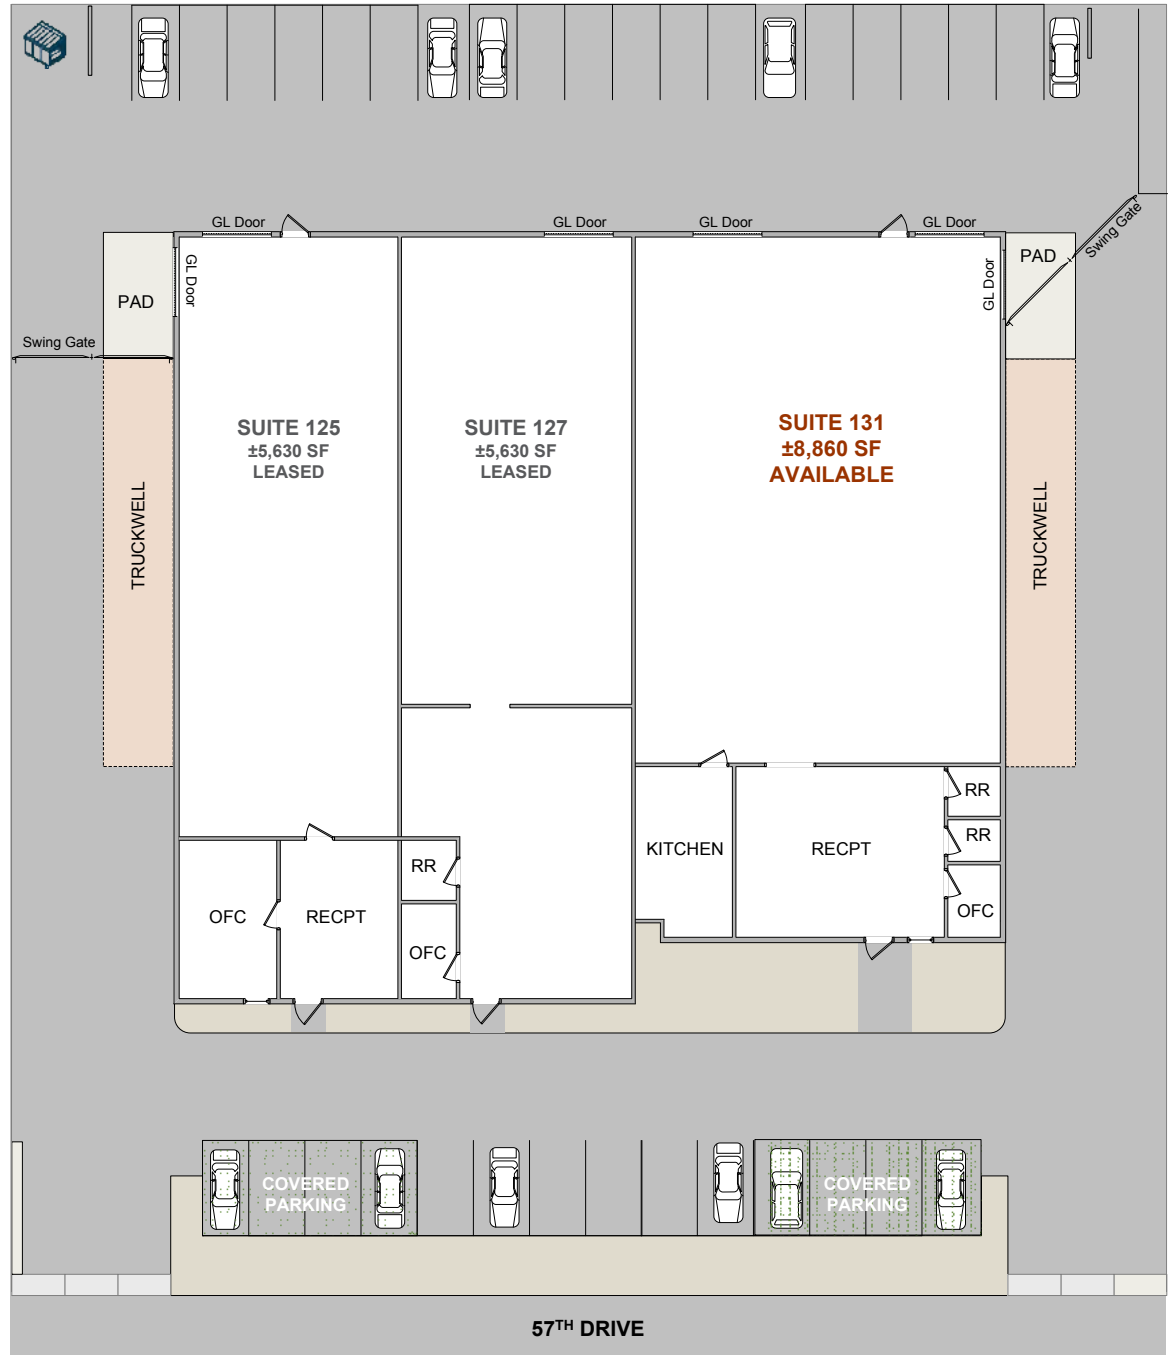 GL Door
GL Door
GL Door
GL Door
Swing Gate
PAD
GL Door
GL Door
PAD
Swing Gate
SUITE 125
±5,630 SF
LEASED
SUITE 127
±5,630 SF
LEASED
SUITE 131
±8,860 SF
AVAILABLE
TRUCKWELL
TRUCKWELL
RR
RR
KITCHEN
RECPT
RR
OFC
OFC
RECPT
OFC
COVERED
PARKING
COVERED
PARKING
57TH DRIVE